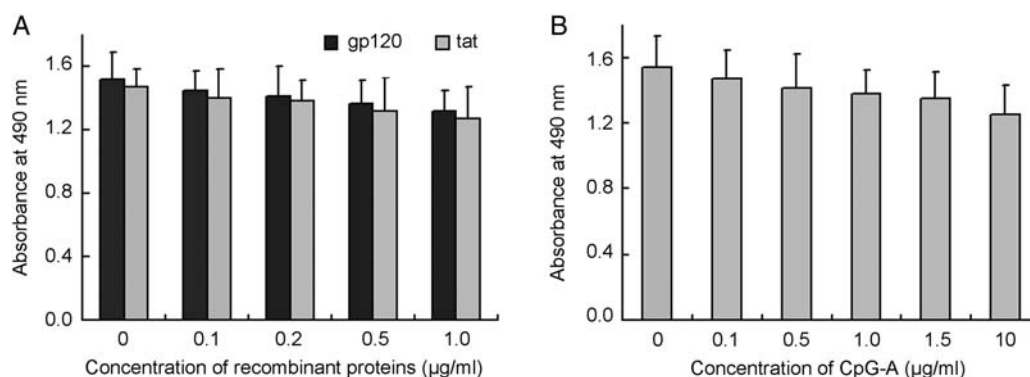 A
gp120 tat
1.6
1.2
0.8
0.4
0.0
Absorbance at 490 nm
0 0.1 0.2 0.5 1.0
Concentration of recombinant proteins (μg/ml)
B
1.6
1.2
0.8
0.4
0.0
Absorbance at 490 nm
0 0.1 0.5 1.0 1.5 10
Concentration of CpG-A (μg/ml)